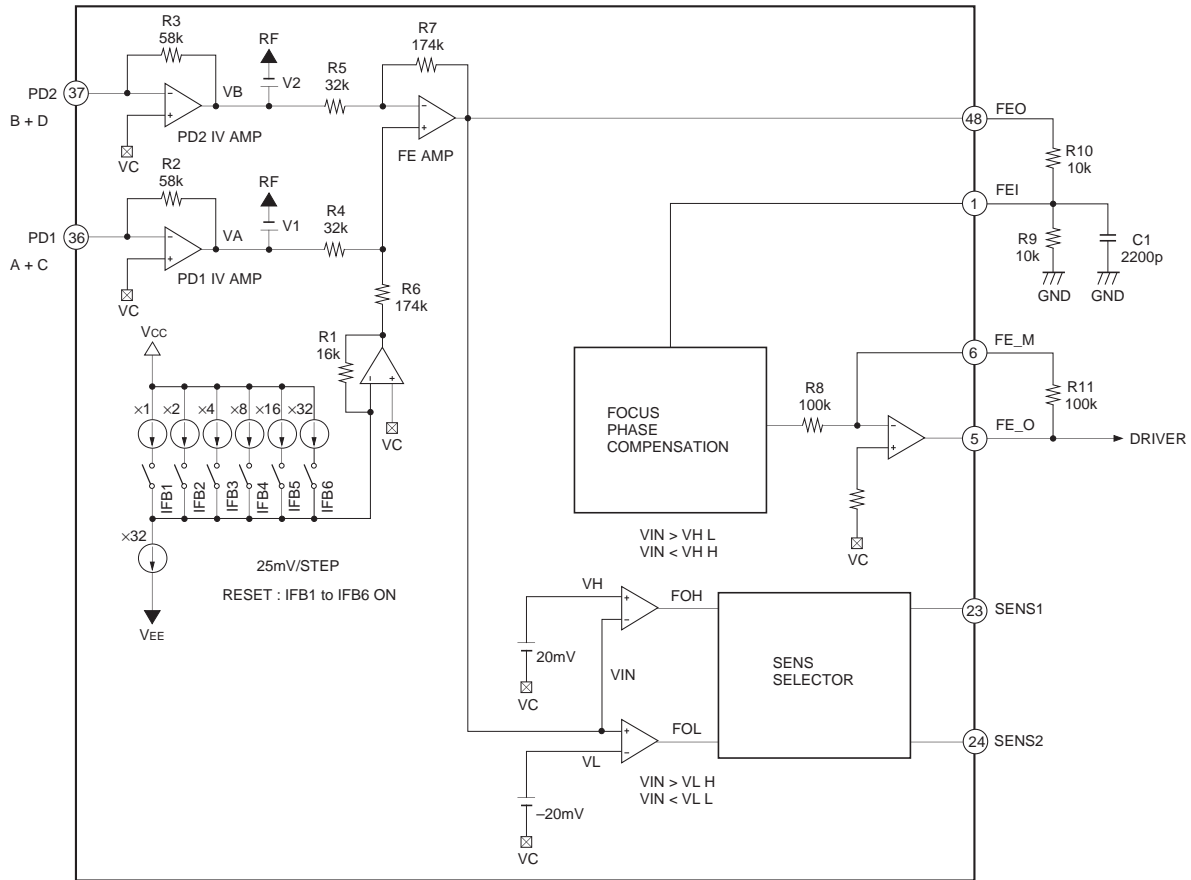 R3
58k
RF
R7
174k
V2
R5
32k
PD2
37
VB
B + D
PD2 IV AMP
VC
FE AMP
48
FEO
R10
10k
R2
58k
RF
FEI
1
R4
32k
V1
PD1
36
VA
A + C
PD1 IV AMP
VC
R9
10k
C1
2200p
GND
GND
R6
174k
VCC
R1
16k
VC
×1
×2
×4
×8
×16
×32
IFB1
IFB2
IFB3
IFB4
IFB5
IFB6
×32
VEE
25mV/STEP
RESET : IFB1 to IFB6 ON
FOCUS
PHASE
COMPENSATION
R8
100k
6
FE_M
R11
100k
5
FE_O
DRIVER
VC
VIN > VH L
VIN < VH H
VH
FOH
20mV
VC
VIN
SENS
SELECTOR
23
SENS1
24
SENS2
FOL
VL
VIN > VL H
VIN < VL L
–20mV
VC